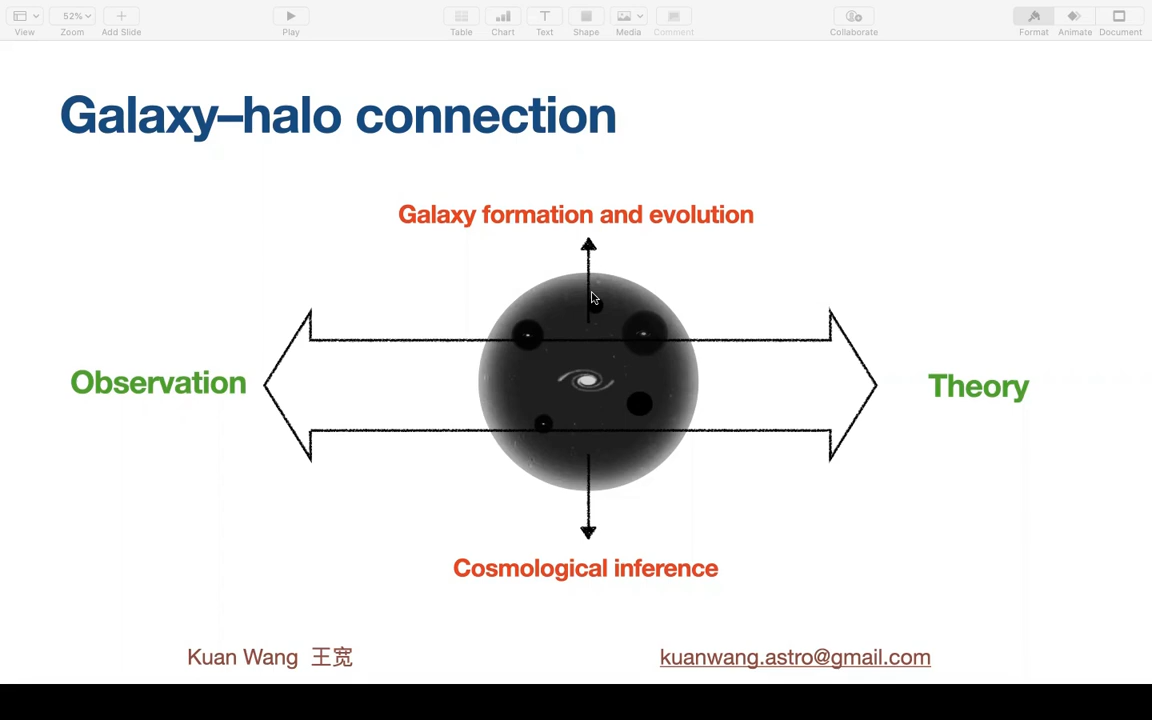 52%
View
Zoom
Add Slide
Play
Table
Chart
Text
Shape
Media
Comment
Collaborate
Format
Animate
Document
Galaxy–halo connection
Galaxy formation and evolution
Observation
Theory
Cosmological inference
Kuan Wang 王宽
kuanwang.astro@gmail.com